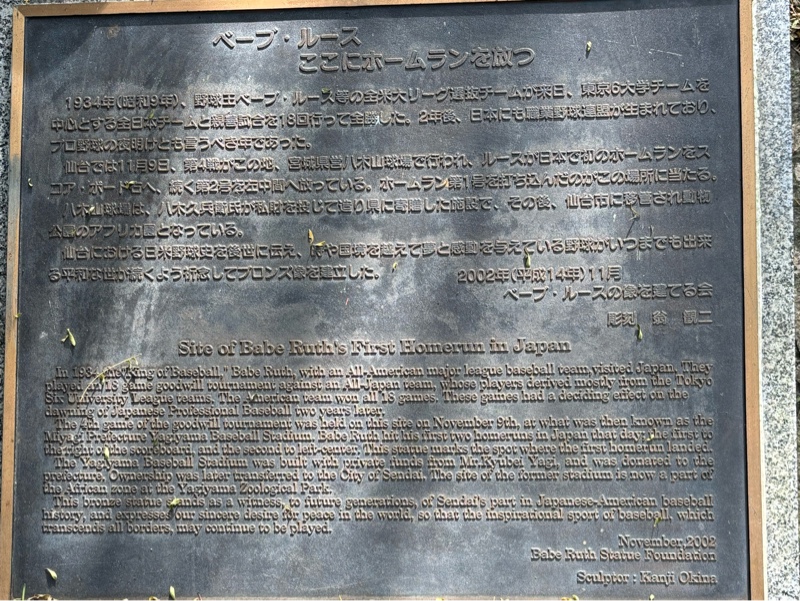 ベーブ・ルース
ここにホームランを放つ
1934年(昭和9年)、野球王ベーブ・ルース等の全米大リーグ選抜チームが来日、東京6大学チームを
中心とする全日本チームと親善試合を18回行って全勝した。2年後、日本にも職業野球連盟が生まれており、
プロ野球の夜明けとも言うべき年であった。
仙台では11月9日、第4戦がこの地、宮城県営八木山球場で行われ、ルースが日本で初のホームランをス
コア・ボード右へ、続く第2号を左中間へ放っている。ホームラン第1号を打ち込んだのがこの場所に当たる。
八木山球場は、八木久兵衛氏が私財を投じて造り県に寄贈した施設で、その後、仙台市に移管され動物
公園のアフリカ園となっている。
仙台における日米野球史を後世に伝え、時や国境を越えて夢と感動を与えている野球がいつまでも出来
る平和な世が続くよう祈念してブロンズ像を建立した。 2002年(平成14年)11月
ベーブ・ルースの像を建てる会
彫刻 翁 観二
Site of Babe Ruth's First Homerun in Japan
In 1934 "King of Baseball," Babe Ruth, with an All-American major league baseball team, visited Japan. They
played an 18 game goodwill tournament against an All-Japan team, whose players derived mostly from the Tokyo
Six University League teams. The American team won all 18 games. These games had a deciding effect on the
dawning of Japanese Professional Baseball two years later.
The 4th game of the goodwill tournament was held on this site on November 9th, at what was then known as the
Miyagi Prefecture Yagiyama Baseball Stadium. Babe Ruth hit his first two homeruns in Japan that day; the first to
the right of the scoreboard, and the second to left-center. This statue marks the spot where the first homerun landed.
The Yagiyama Baseball Stadium was built with private funds from Mr.Kyubei Yagi, and was donated to the
prefecture. Ownership was later transferred to the City of Sendai. The site of the former stadium is now a part of
the African zone at the Yagiyama Zoological Park.
This bronze statue stands as a witness, to future generations, of Sendai's part in Japanese-American baseball
history, and expresses our sincere desire for peace in the world, so that the inspirational sport of baseball, which
transcends all borders, may continue to be played.
November,2002
Babe Ruth Statue Foundation
Sculptor : Kanji Okina